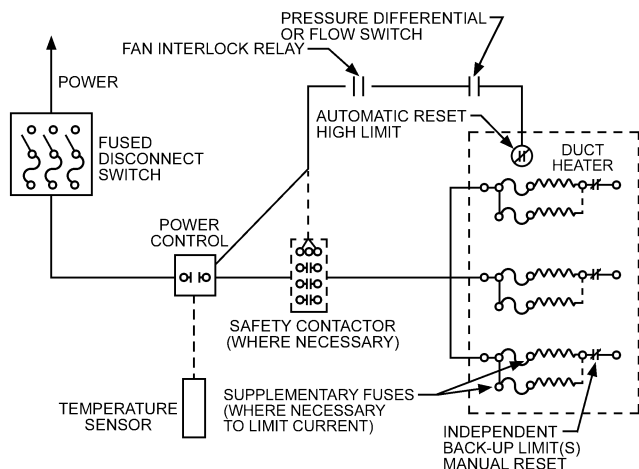 PRESSURE DIFFERENTIAL
OR FLOW SWITCH
FAN INTERLOCK RELAY
POWER
AUTOMATIC RESET
HIGH LIMIT
DUCT
HEATER
FUSED
DISCONNECT
SWITCH
POWER
CONTROL
SAFETY CONTACTOR
(WHERE NECESSARY)
TEMPERATURE
SENSOR
SUPPLEMENTARY FUSES
(WHERE NECESSARY
TO LIMIT CURRENT)
INDEPENDENT
BACK-UP LIMIT(S)
MANUAL RESET